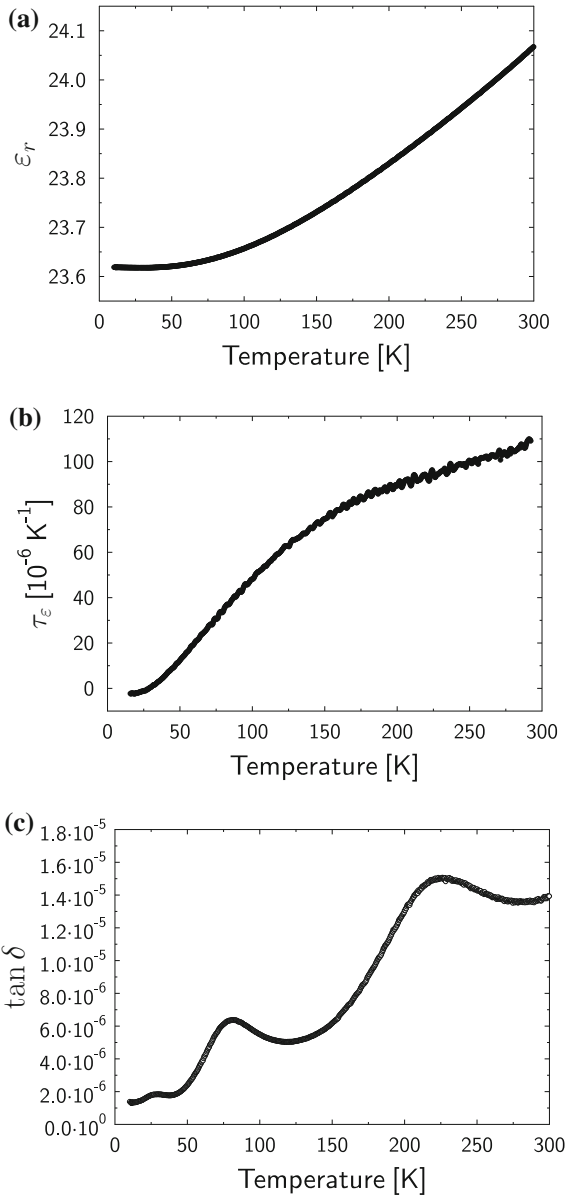 (a)
24.1
24.0
23.9
23.8
23.7
23.6
εr
0 50 100 150 200 250 300
Temperature [K]
(b)
120
100
80
60
40
20
0
τε [10⁻⁶ K⁻¹]
0 50 100 150 200 250 300
Temperature [K]
(c)
1.8·10⁻⁵
1.6·10⁻⁵
1.4·10⁻⁵
1.2·10⁻⁵
1.0·10⁻⁵
8.0·10⁻⁶
6.0·10⁻⁶
4.0·10⁻⁶
2.0·10⁻⁶
0.0·10⁰
tan δ
0 50 100 150 200 250 300
Temperature [K]